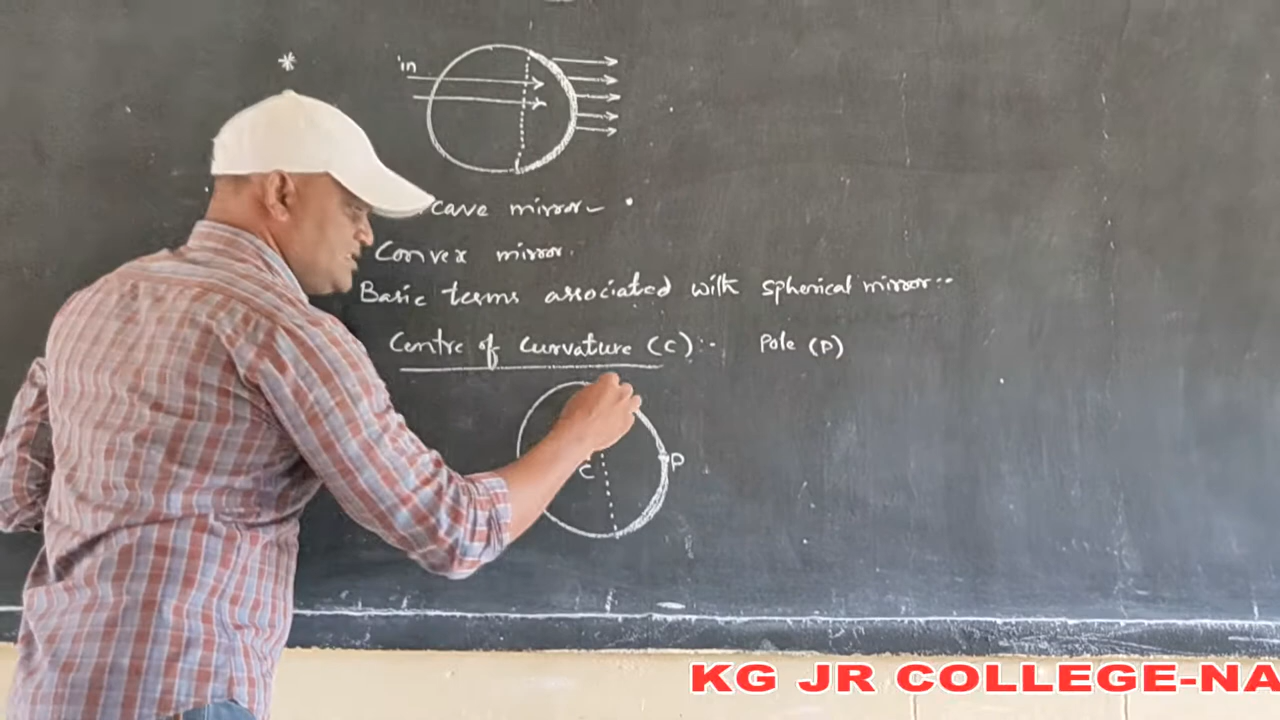 *
in
cave mirror
Convex mirror.
Basic terms associated with spherical mirror:-
Centre of Curvature (C):- Pole (P)
C P
KG JR COLLEGE-NA